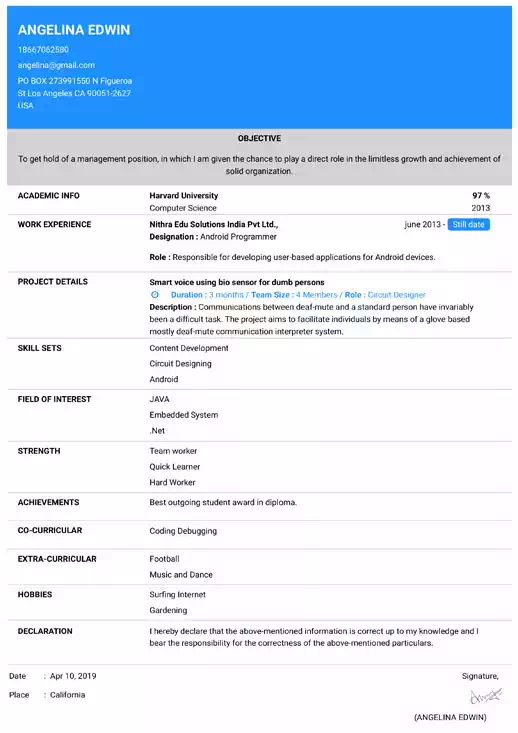 ANGELINA EDWIN
18667062580
angelina@gmail.com
PO BOX 273991550 N Figueroa
St Los Angeles CA 90051-2627
USA
OBJECTIVE
To get hold of a management position, in which I am given the chance to play a direct role in the limitless growth and achievement of
solid organization.
ACADEMIC INFO Harvard University 97 %
Computer Science 2013
WORK EXPERIENCE Nithra Edu Solutions India Pvt Ltd., june 2013 - Still date
Designation : Android Programmer
Role : Responsible for developing user-based applications for Android devices.
PROJECT DETAILS Smart voice using bio sensor for dumb persons
Duration : 3 months / Team Size : 4 Members / Role : Circuit Designer
Description : Communications between deaf-mute and a standard person have invariably
been a difficult task. The project aims to facilitate individuals by means of a glove based
mostly deaf-mute communication interpreter system.
SKILL SETS Content Development
Circuit Designing
Android
FIELD OF INTEREST JAVA
Embedded System
.Net
STRENGTH Team worker
Quick Learner
Hard Worker
ACHIEVEMENTS Best outgoing student award in diploma.
CO-CURRICULAR Coding Debugging
EXTRA-CURRICULAR Football
Music and Dance
HOBBIES Surfing Internet
Gardening
DECLARATION I hereby declare that the above-mentioned information is correct up to my knowledge and I
bear the responsibility for the correctness of the above-mentioned particulars.
Date : Apr 10, 2019 Signature,
Place : California
(ANGELINA EDWIN)